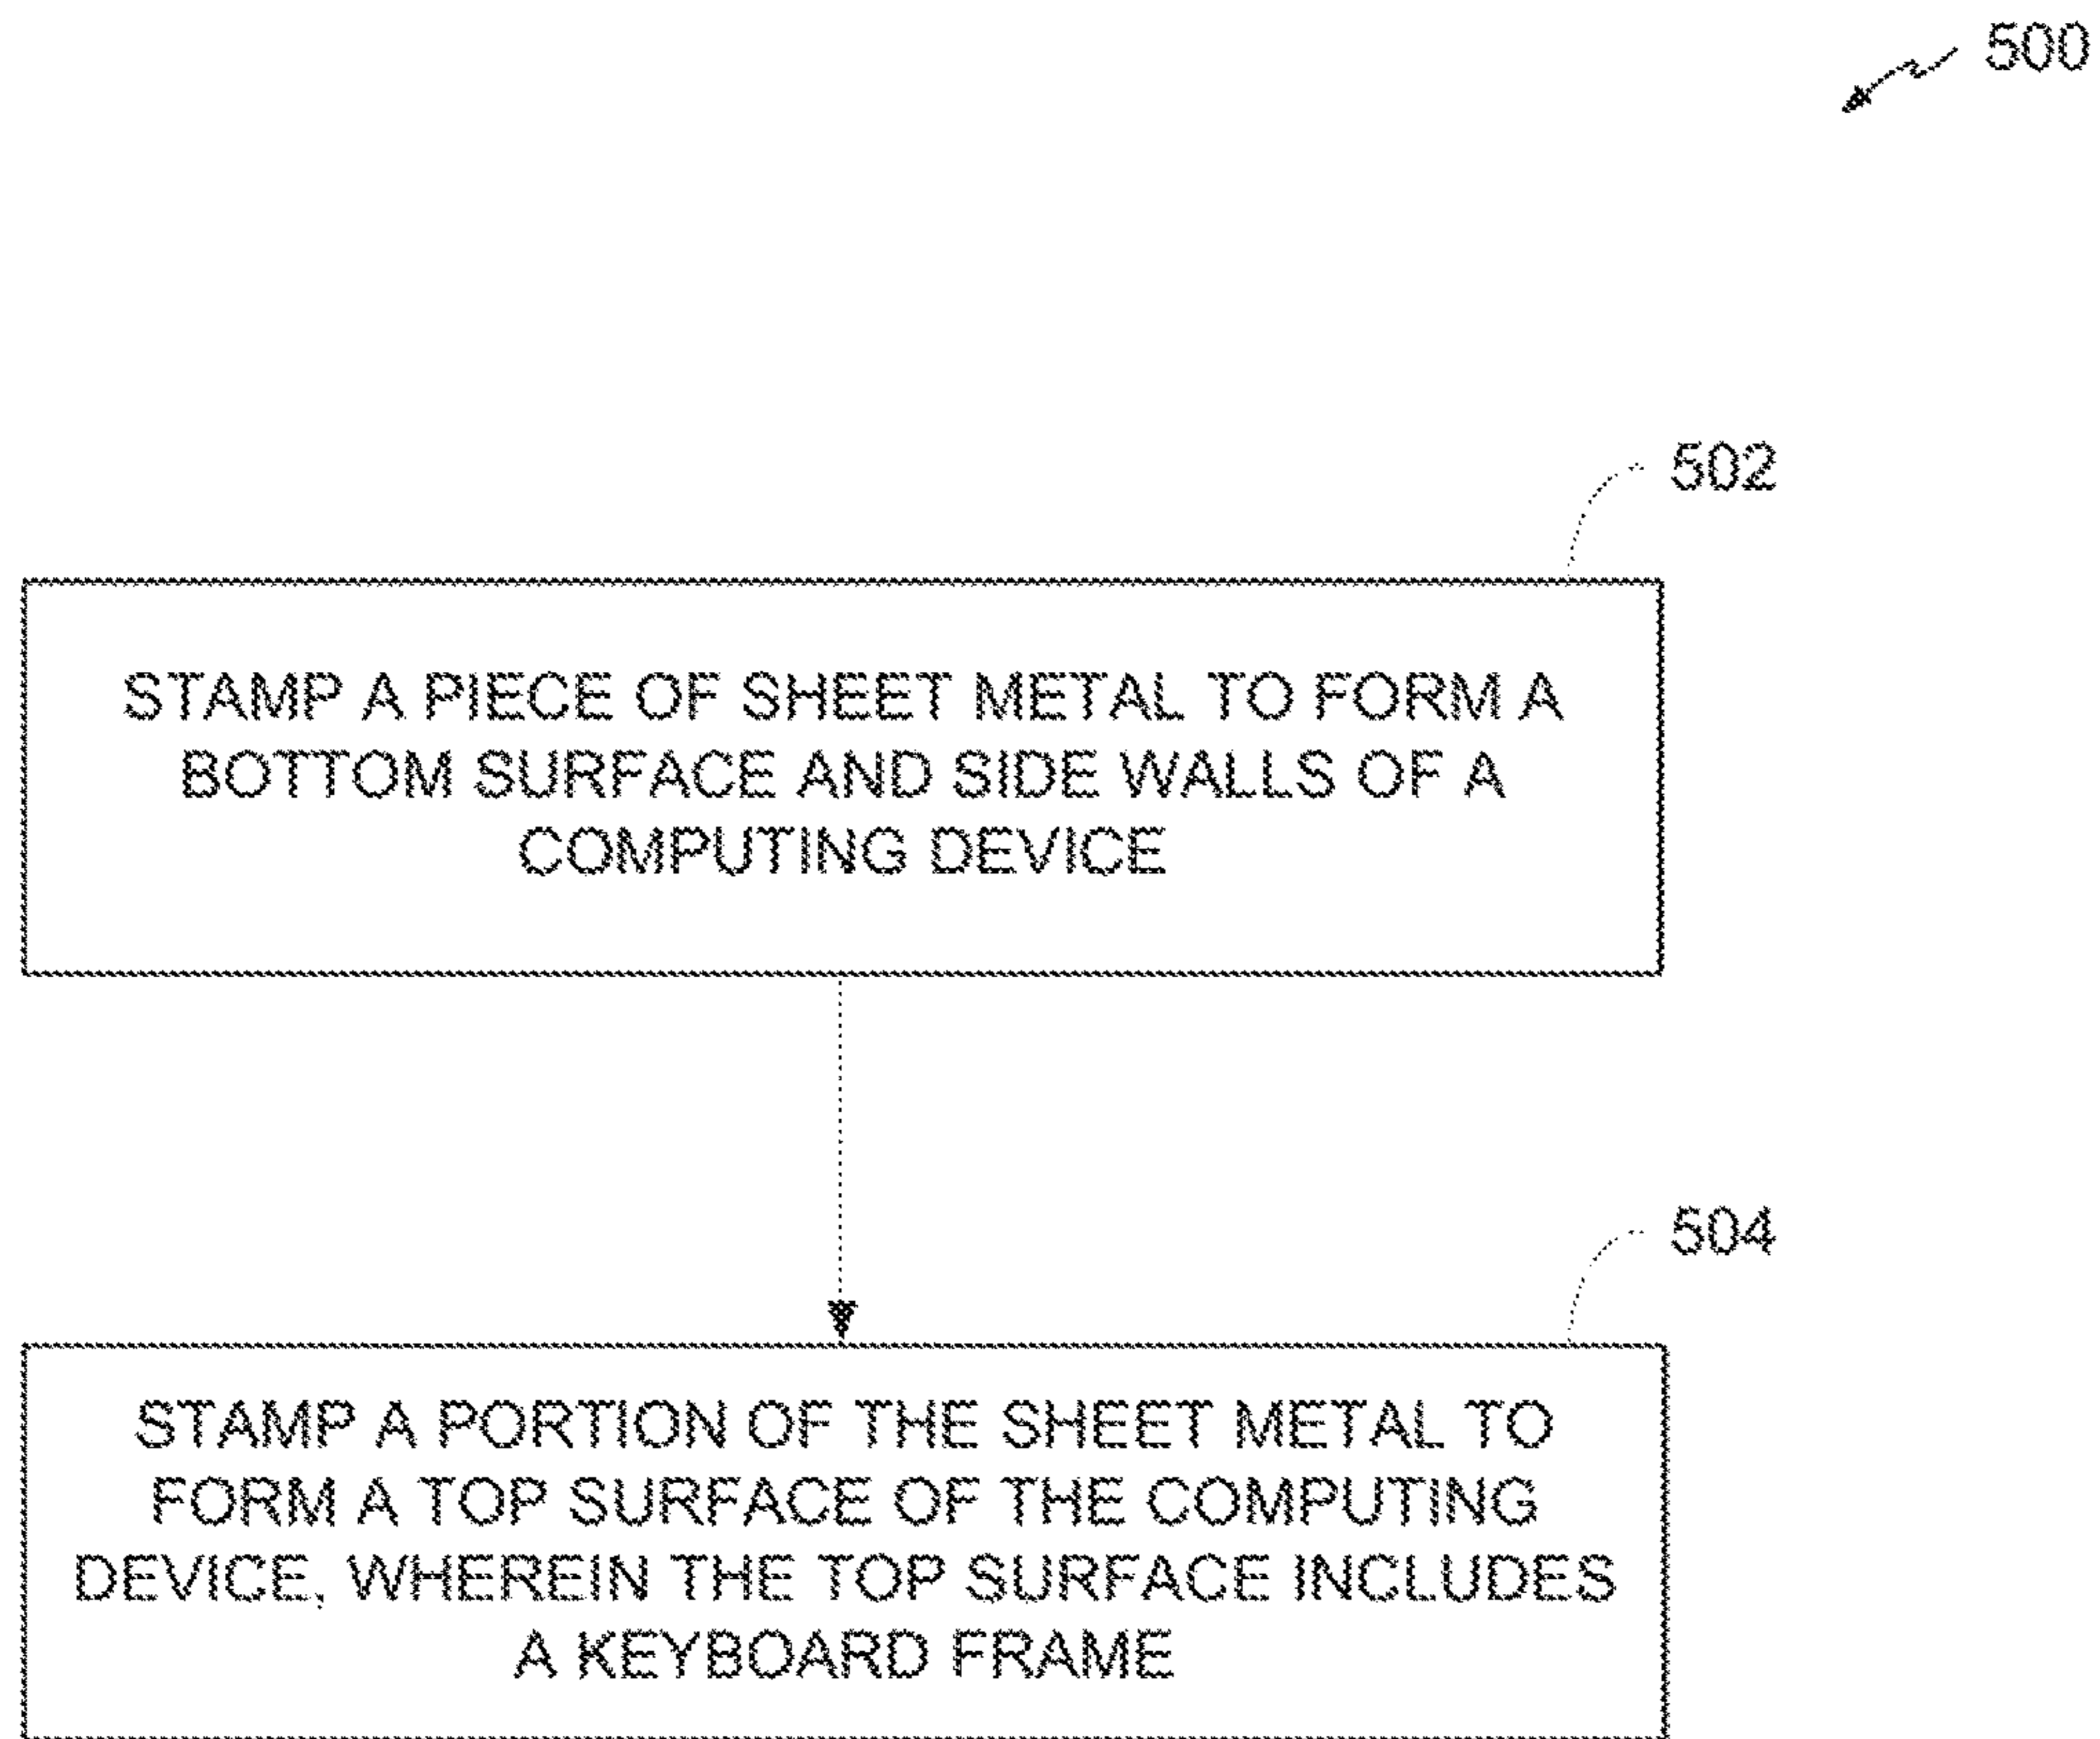 500
502
STAMP A PIECE OF SHEET METAL TO FORM A
BOTTOM SURFACE AND SIDE WALLS OF A
COMPUTING DEVICE
504
STAMP A PORTION OF THE SHEET METAL TO
FORM A TOP SURFACE OF THE COMPUTING
DEVICE, WHEREIN THE TOP SURFACE INCLUDES
A KEYBOARD FRAME